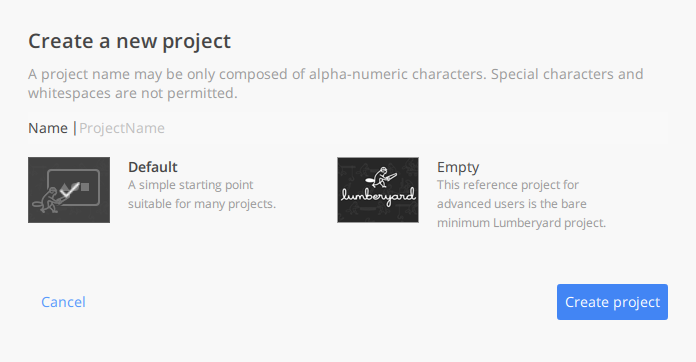 Create a new project
A project name may be only composed of alpha-numeric characters. Special characters and
whitespaces are not permitted.
Name ProjectName
Default
A simple starting point
suitable for many projects.
lumberyard
Empty
This reference project for
advanced users is the bare
minimum Lumberyard project.
Cancel
Create project